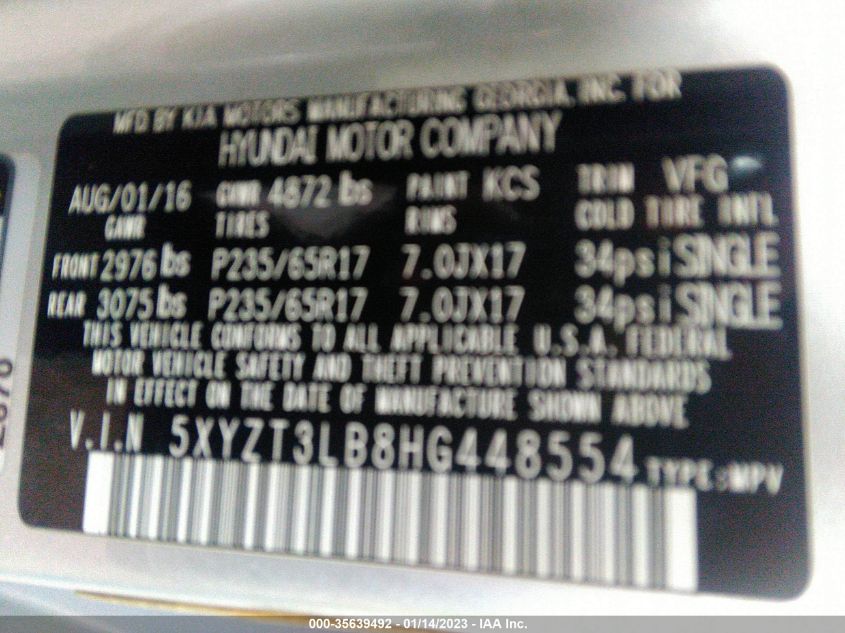 MFD BY KIA MOTORS MANUFACTURING GEORGIA, INC. FOR
HYUNDAI MOTOR COMPANY
AUG/01/16 GVWR 4872 lbs PAINT KCS TRIM VFG
GAWR TIRES RIMS COLD TIRE INFL
FRONT 2976 lbs P235/65R17 7.0JX17 34psi SINGLE
REAR 3075 lbs P235/65R17 7.0JX17 34psi SINGLE
THIS VEHICLE CONFORMS TO ALL APPLICABLE U.S.A. FEDERAL
MOTOR VEHICLE SAFETY AND THEFT PREVENTION STANDARDS
IN EFFECT ON THE DATE OF MANUFACTURE SHOWN ABOVE
V.I.N 5XYZT3LB8HG448554 TYPE:MPV
000-35639492 - 01/14/2023 - IAA Inc.